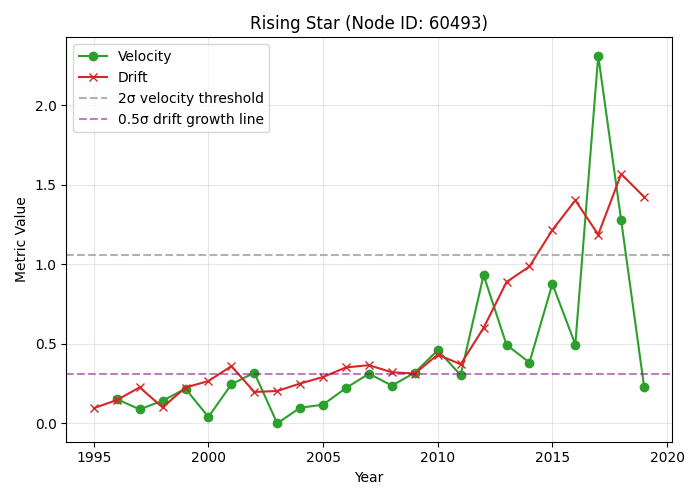 Rising Star (Node ID: 60493)
Velocity
Drift
2σ velocity threshold
0.5σ drift growth line
Metric Value
2.0
1.5
1.0
0.5
0.0
1995 2000 2005 2010 2015 2020
Year